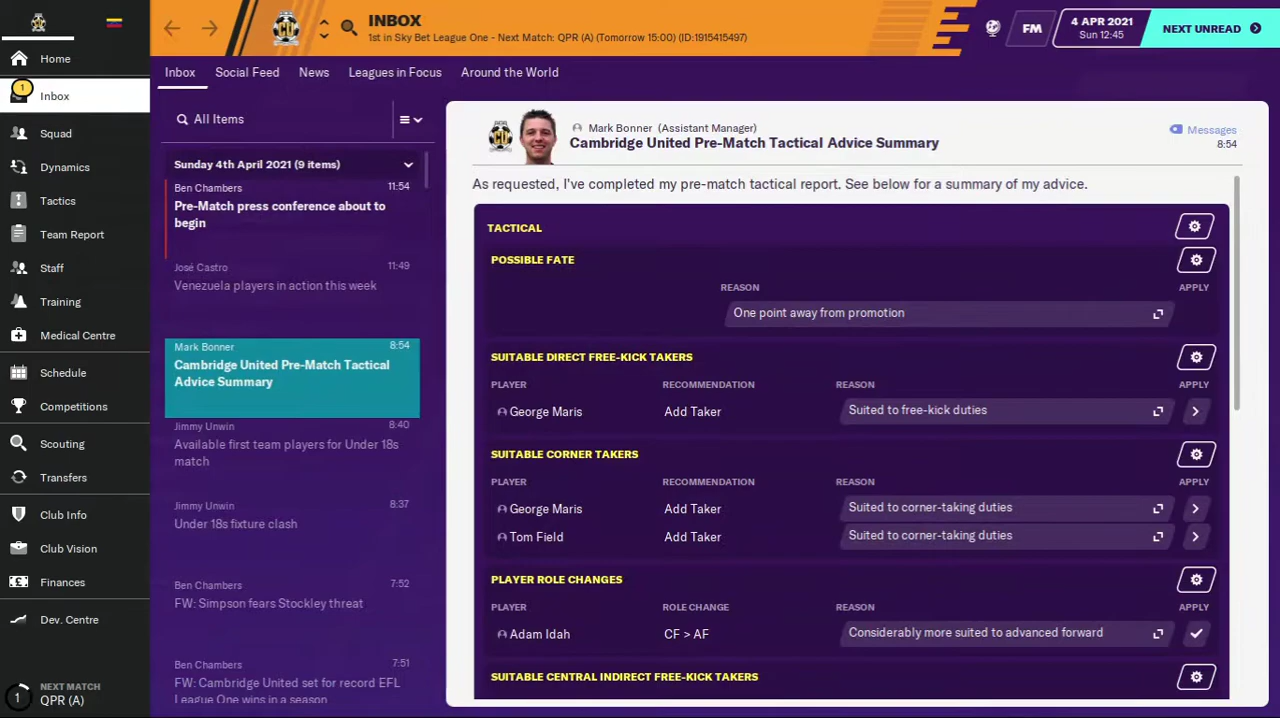 INBOX
1st in Sky Bet League One - Next Match: QPR (A) (Tomorrow 15:00) (ID:1915415497)
FM
4 APR 2021
Sun 12:45
NEXT UNREAD
Home
1
Inbox
Squad
Dynamics
Tactics
Team Report
Staff
Training
Medical Centre
Schedule
Competitions
Scouting
Transfers
Club Info
Club Vision
Finances
Dev. Centre
1
NEXT MATCH
QPR (A)
Inbox Social Feed News Leagues in Focus Around the World
All Items
Sunday 4th April 2021 (9 items)
Ben Chambers 11:54
Pre-Match press conference about to
begin
José Castro 11:49
Venezuela players in action this week
Mark Bonner 8:54
Cambridge United Pre-Match Tactical
Advice Summary
Jimmy Unwin 8:40
Available first team players for Under 18s
match
Jimmy Unwin 8:37
Under 18s fixture clash
Ben Chambers 7:52
FW: Simpson fears Stockley threat
Ben Chambers 7:51
FW: Cambridge United set for record EFL
League One wins in a season
Mark Bonner (Assistant Manager)
Cambridge United Pre-Match Tactical Advice Summary
Messages
8:54
As requested, I've completed my pre-match tactical report. See below for a summary of my advice.
TACTICAL
POSSIBLE FATE
REASON APPLY
One point away from promotion
SUITABLE DIRECT FREE-KICK TAKERS
PLAYER RECOMMENDATION REASON APPLY
George Maris Add Taker Suited to free-kick duties
SUITABLE CORNER TAKERS
PLAYER RECOMMENDATION REASON APPLY
George Maris Add Taker Suited to corner-taking duties
Tom Field Add Taker Suited to corner-taking duties
PLAYER ROLE CHANGES
PLAYER ROLE CHANGE REASON APPLY
Adam Idah CF > AF Considerably more suited to advanced forward
SUITABLE CENTRAL INDIRECT FREE-KICK TAKERS